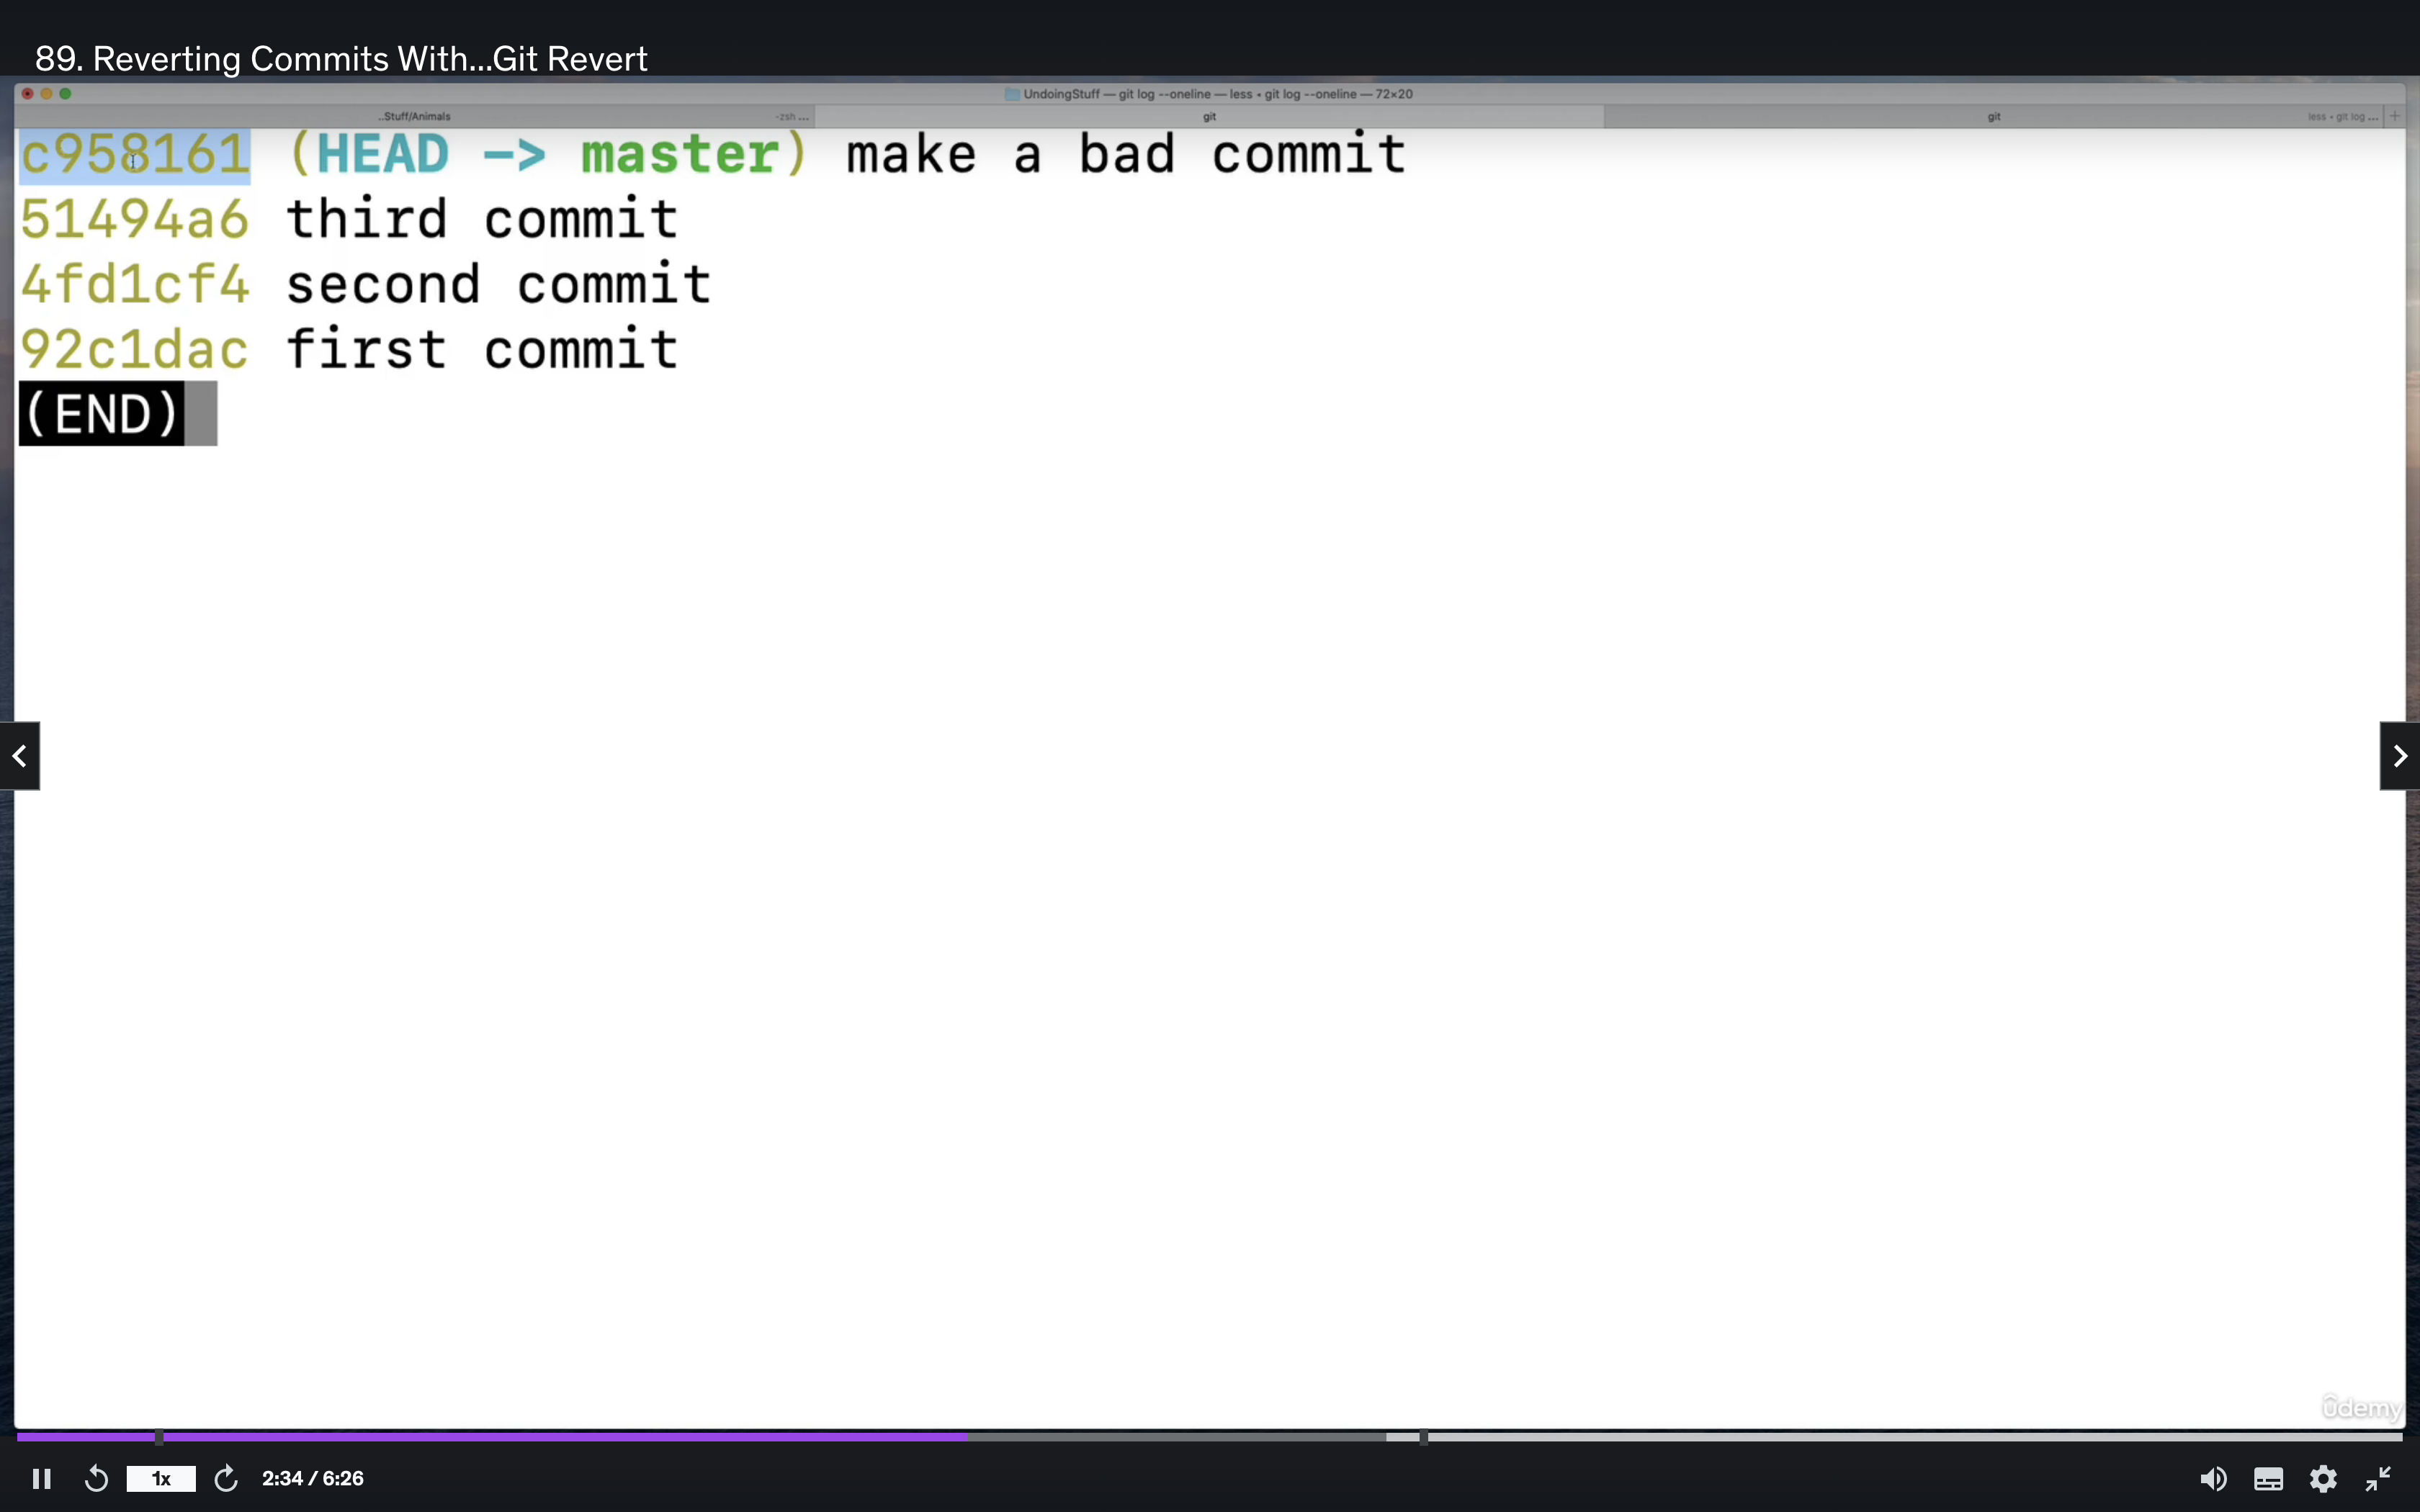 89. Reverting Commits With...Git Revert
UndoingStuff — git log --oneline — less • git log --oneline — 72×20
..Stuff/Animals
-zsh ...
git
git
less • git log ...
+
c958161 (HEAD -> master) make a bad commit
51494a6 third commit
4fd1cf4 second commit
92c1dac first commit
(END)
ûdemy
1x
2:34 / 6:26